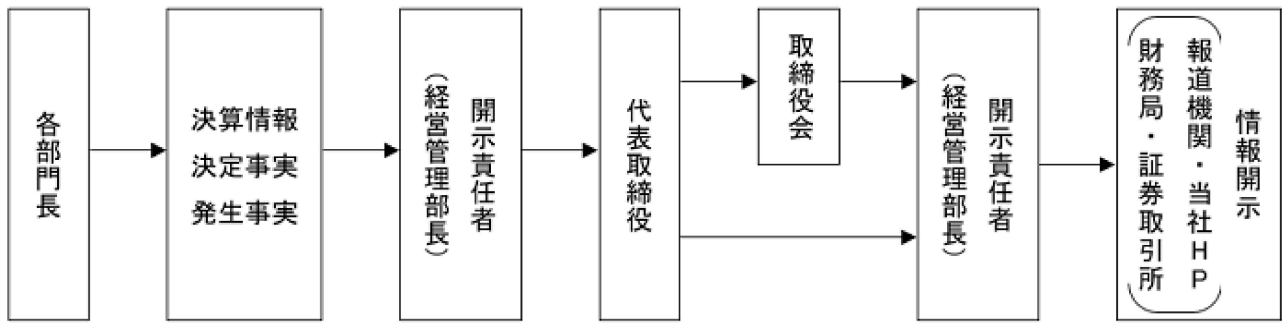 各部門長
決算情報
決定事実
発生事実
開示責任者
(経営管理部長)
代表取締役
取締役会
開示責任者
(経営管理部長)
情報開示
報道機関・当社HP
財務局・証券取引所